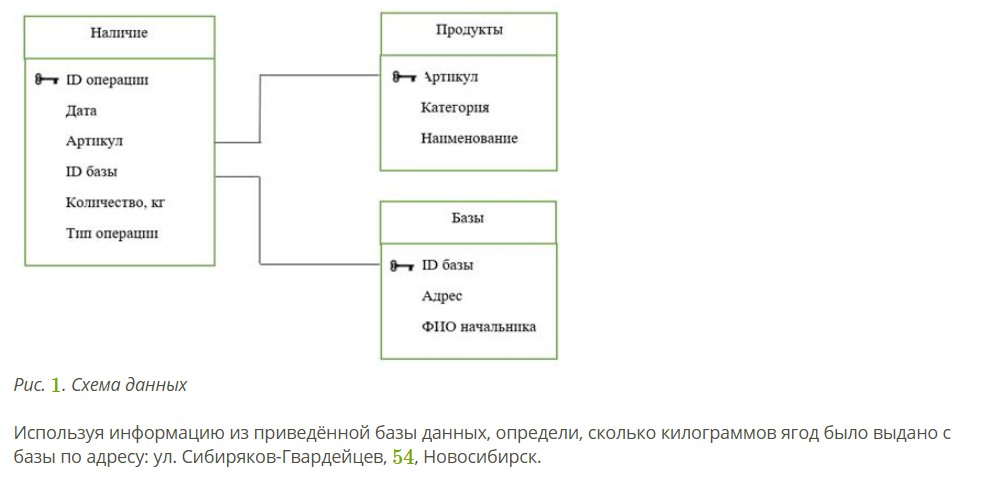 Наличие
ID операции
Дата
Артикул
ID базы
Количество, кг
Тип операции
Продукты
Артикул
Категория
Наименование
Базы
ID базы
Адрес
ФИО начальника
Рис. 1. Схема данных
Используя информацию из приведённой базы данных, определи, сколько килограммов ягод было выдано с
базы по адресу: ул. Сибиряков-Гвардейцев, 54, Новосибирск.